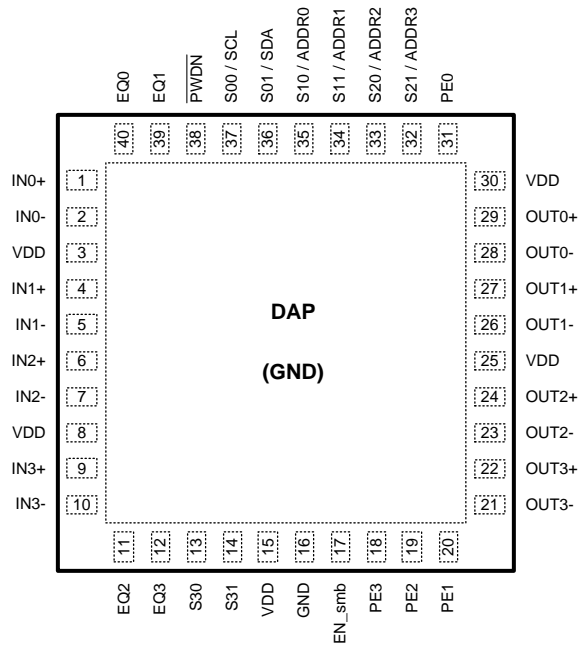 EQ0
EQ1
PWDN
S00 / SCL
S01 / SDA
S10 / ADDR0
S11 / ADDR1
S20 / ADDR2
S21 / ADDR3
PE0
40
39
38
37
36
35
34
33
32
31
IN0+ 1
IN0- 2
VDD 3
IN1+ 4
IN1- 5
IN2+ 6
IN2- 7
VDD 8
IN3+ 9
IN3- 10
DAP
(GND)
30 VDD
29 OUT0+
28 OUT0-
27 OUT1+
26 OUT1-
25 VDD
24 OUT2+
23 OUT2-
22 OUT3+
21 OUT3-
11
12
13
14
15
16
17
18
19
20
EQ2
EQ3
S30
S31
VDD
GND
EN_smb
PE3
PE2
PE1